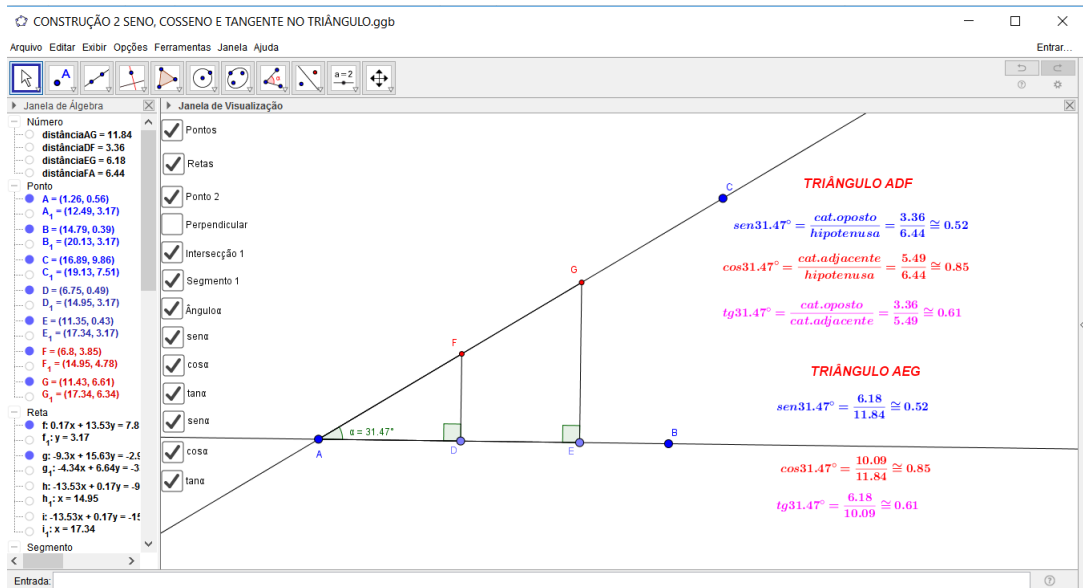 CONSTRUÇÃO 2 SENO, COSSENO E TANGENTE NO TRIÂNGULO.ggb
Arquivo Editar Exibir Opções Ferramentas Janela Ajuda
Entrar...
A
α
a=2
Janela de Álgebra
Número
distânciaAG = 11.84
distânciaDF = 3.36
distânciaEG = 6.18
distânciaFA = 6.44
Ponto
A = (1.26, 0.56)
A₁ = (12.49, 3.17)
B = (14.79, 0.39)
B₁ = (20.13, 3.17)
C = (16.89, 9.86)
C₁ = (19.13, 7.51)
D = (6.75, 0.49)
D₁ = (14.95, 3.17)
E = (11.35, 0.43)
E₁ = (17.34, 3.17)
F = (6.8, 3.85)
F₁ = (14.95, 4.78)
G = (11.43, 6.61)
G₁ = (17.34, 6.34)
Reta
f: 0.17x + 13.53y = 7.8
f₁: y = 3.17
g: -9.3x + 15.63y = -2.9
g₁: -4.34x + 6.64y = -3
h: -13.53x + 0.17y = -9
h₁: x = 14.95
i: -13.53x + 0.17y = -15
i₁: x = 17.34
Segmento
Janela de Visualização
Pontos
Retas
Ponto 2
Perpendicular
Intersecção 1
Segmento 1
Ânguloα
senα
cosα
tanα
senα
cosα
tanα
C
G
F
α = 31.47°
A
D
E
B
TRIÂNGULO ADF
sen31.47° = cat.oposto/hipotenusa = 3.36/6.44 ≅ 0.52
cos31.47° = cat.adjacente/hipotenusa = 5.49/6.44 ≅ 0.85
tg31.47° = cat.oposto/cat.adjacente = 3.36/5.49 ≅ 0.61
TRIÂNGULO AEG
sen31.47° = 6.18/11.84 ≅ 0.52
cos31.47° = 10.09/11.84 ≅ 0.85
tg31.47° = 6.18/10.09 ≅ 0.61
Entrada: